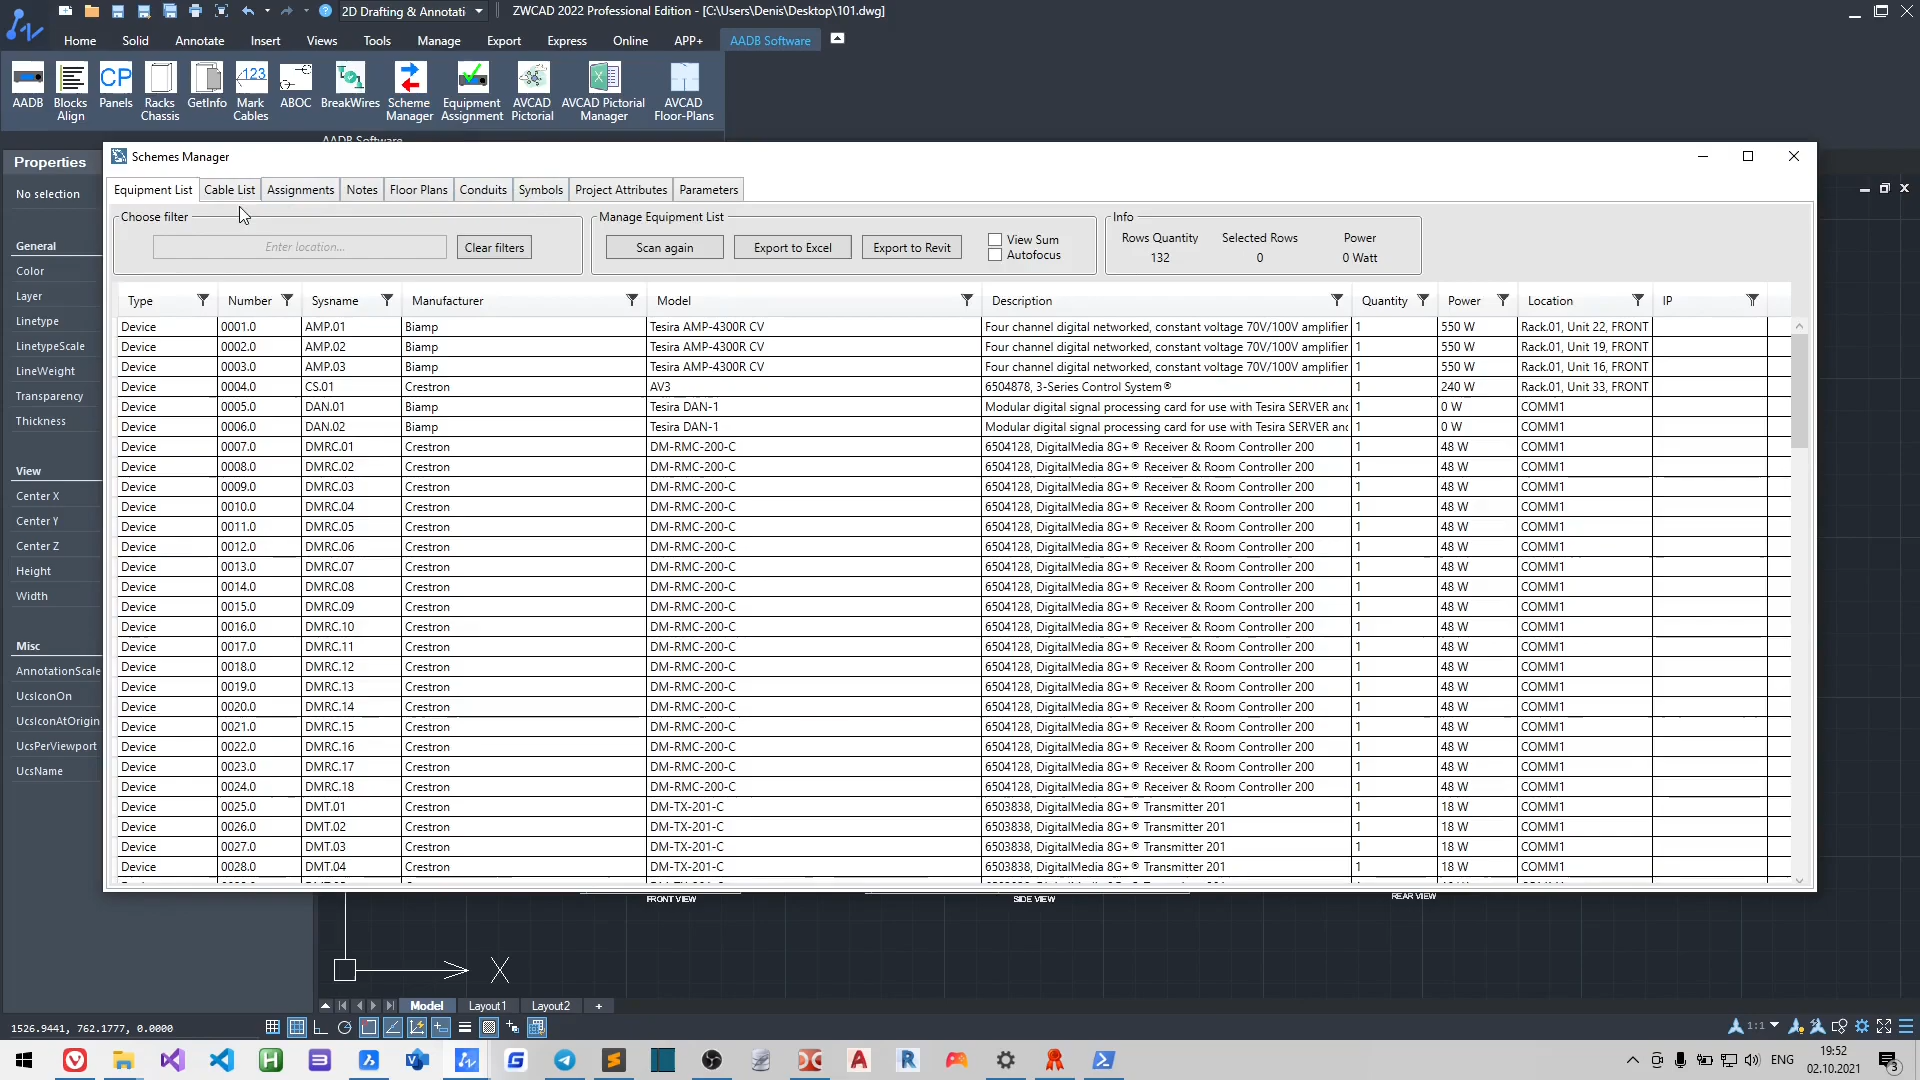 2D Drafting & Annotati
ZWCAD 2022 Professional Edition - [C:\Users\Denis\Desktop\101.dwg]
Home Solid Annotate Insert Views Tools Manage Export Express Online APP+ AADB Software
AADB Blocks Align CP Panels Racks Chassis GetInfo 123 Mark Cables ABOC BreakWires Scheme Manager Equipment Assignment AVCAD Pictorial AVCAD Pictorial Manager AVCAD Floor-Plans
AADB Software
Properties
No selection
General
Color
Layer
Linetype
LinetypeScale
LineWeight
Transparency
Thickness
View
Center X
Center Y
Center Z
Height
Width
Misc
AnnotationScale
UcsIconOn
UcsIconAtOrigin
UcsPerViewport
UcsName
Schemes Manager
Equipment List Cable List Assignments Notes Floor Plans Conduits Symbols Project Attributes Parameters
Choose filter
Enter location...
Clear filters
Manage Equipment List
Scan again Export to Excel Export to Revit
View Sum
Autofocus
Info
Rows Quantity Selected Rows Power
132 0 0 Watt
Type Number Sysname Manufacturer Model Description Quantity Power Location IP
Device 0001.0 AMP.01 Biamp Tesira AMP-4300R CV Four channel digital networked, constant voltage 70V/100V amplifier 1 550 W Rack.01, Unit 22, FRONT
Device 0002.0 AMP.02 Biamp Tesira AMP-4300R CV Four channel digital networked, constant voltage 70V/100V amplifier 1 550 W Rack.01, Unit 19, FRONT
Device 0003.0 AMP.03 Biamp Tesira AMP-4300R CV Four channel digital networked, constant voltage 70V/100V amplifier 1 550 W Rack.01, Unit 16, FRONT
Device 0004.0 CS.01 Crestron AV3 6504878, 3-Series Control System® 1 240 W Rack.01, Unit 33, FRONT
Device 0005.0 DAN.01 Biamp Tesira DAN-1 Modular digital signal processing card for use with Tesira SERVER anc 1 0 W COMM1
Device 0006.0 DAN.02 Biamp Tesira DAN-1 Modular digital signal processing card for use with Tesira SERVER anc 1 0 W COMM1
Device 0007.0 DMRC.01 Crestron DM-RMC-200-C 6504128, DigitalMedia 8G+® Receiver & Room Controller 200 1 48 W COMM1
Device 0008.0 DMRC.02 Crestron DM-RMC-200-C 6504128, DigitalMedia 8G+® Receiver & Room Controller 200 1 48 W COMM1
Device 0009.0 DMRC.03 Crestron DM-RMC-200-C 6504128, DigitalMedia 8G+® Receiver & Room Controller 200 1 48 W COMM1
Device 0010.0 DMRC.04 Crestron DM-RMC-200-C 6504128, DigitalMedia 8G+® Receiver & Room Controller 200 1 48 W COMM1
Device 0011.0 DMRC.05 Crestron DM-RMC-200-C 6504128, DigitalMedia 8G+® Receiver & Room Controller 200 1 48 W COMM1
Device 0012.0 DMRC.06 Crestron DM-RMC-200-C 6504128, DigitalMedia 8G+® Receiver & Room Controller 200 1 48 W COMM1
Device 0013.0 DMRC.07 Crestron DM-RMC-200-C 6504128, DigitalMedia 8G+® Receiver & Room Controller 200 1 48 W COMM1
Device 0014.0 DMRC.08 Crestron DM-RMC-200-C 6504128, DigitalMedia 8G+® Receiver & Room Controller 200 1 48 W COMM1
Device 0015.0 DMRC.09 Crestron DM-RMC-200-C 6504128, DigitalMedia 8G+® Receiver & Room Controller 200 1 48 W COMM1
Device 0016.0 DMRC.10 Crestron DM-RMC-200-C 6504128, DigitalMedia 8G+® Receiver & Room Controller 200 1 48 W COMM1
Device 0017.0 DMRC.11 Crestron DM-RMC-200-C 6504128, DigitalMedia 8G+® Receiver & Room Controller 200 1 48 W COMM1
Device 0018.0 DMRC.12 Crestron DM-RMC-200-C 6504128, DigitalMedia 8G+® Receiver & Room Controller 200 1 48 W COMM1
Device 0019.0 DMRC.13 Crestron DM-RMC-200-C 6504128, DigitalMedia 8G+® Receiver & Room Controller 200 1 48 W COMM1
Device 0020.0 DMRC.14 Crestron DM-RMC-200-C 6504128, DigitalMedia 8G+® Receiver & Room Controller 200 1 48 W COMM1
Device 0021.0 DMRC.15 Crestron DM-RMC-200-C 6504128, DigitalMedia 8G+® Receiver & Room Controller 200 1 48 W COMM1
Device 0022.0 DMRC.16 Crestron DM-RMC-200-C 6504128, DigitalMedia 8G+® Receiver & Room Controller 200 1 48 W COMM1
Device 0023.0 DMRC.17 Crestron DM-RMC-200-C 6504128, DigitalMedia 8G+® Receiver & Room Controller 200 1 48 W COMM1
Device 0024.0 DMRC.18 Crestron DM-RMC-200-C 6504128, DigitalMedia 8G+® Receiver & Room Controller 200 1 48 W COMM1
Device 0025.0 DMT.01 Crestron DM-TX-201-C 6503838, DigitalMedia 8G+® Transmitter 201 1 18 W COMM1
Device 0026.0 DMT.02 Crestron DM-TX-201-C 6503838, DigitalMedia 8G+® Transmitter 201 1 18 W COMM1
Device 0027.0 DMT.03 Crestron DM-TX-201-C 6503838, DigitalMedia 8G+® Transmitter 201 1 18 W COMM1
Device 0028.0 DMT.04 Crestron DM-TX-201-C 6503838, DigitalMedia 8G+® Transmitter 201 1 18 W COMM1
FRONT VIEW SIDE VIEW REAR VIEW
X
Model Layout1 Layout2 +
1526.9441, 762.1777, 0.0000
1:1
ENG
19:52
02.10.2021
3